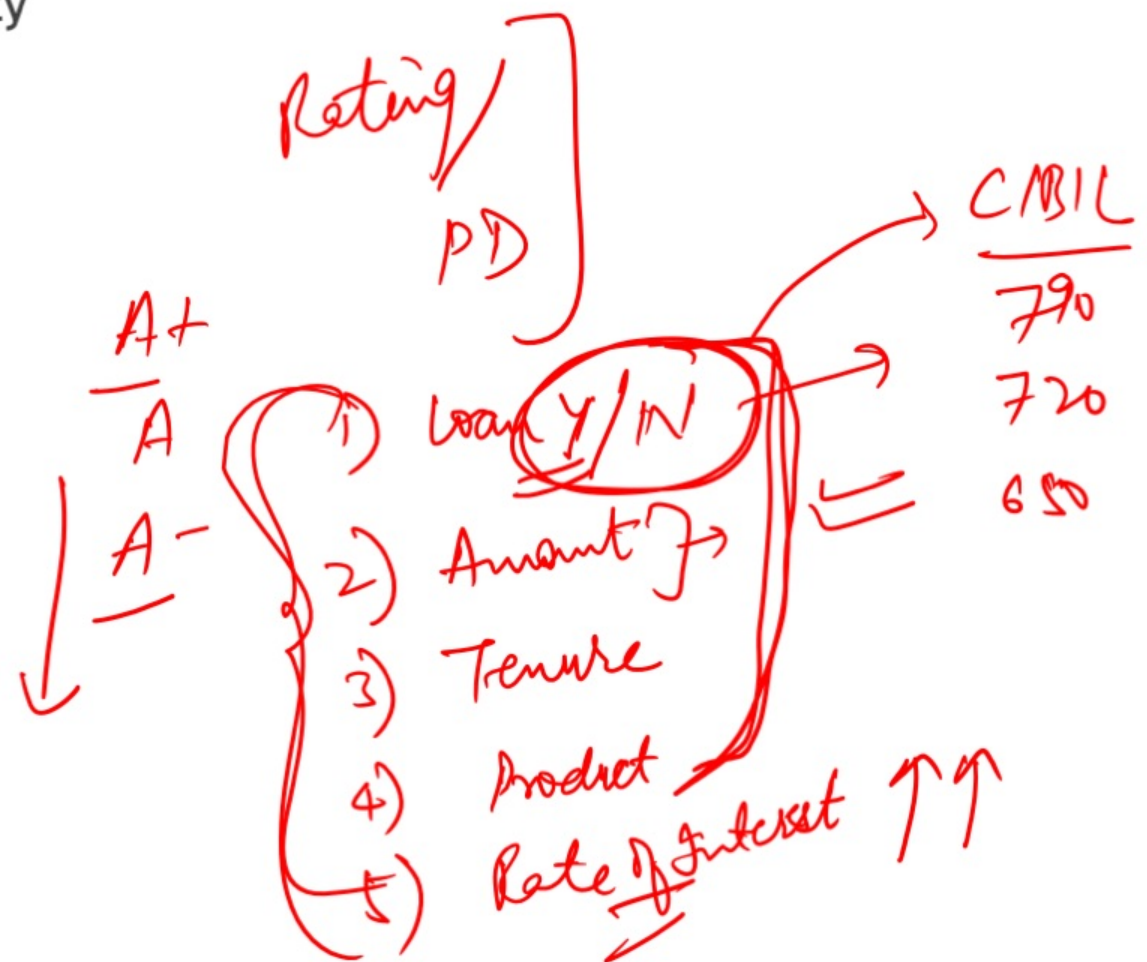 y
Rating/
PD
CIBIL
790
A+
720
A
1) Loan Y/N
650
A-
2) Amount
3) Tenure
4) Product
5) Rate of Interest